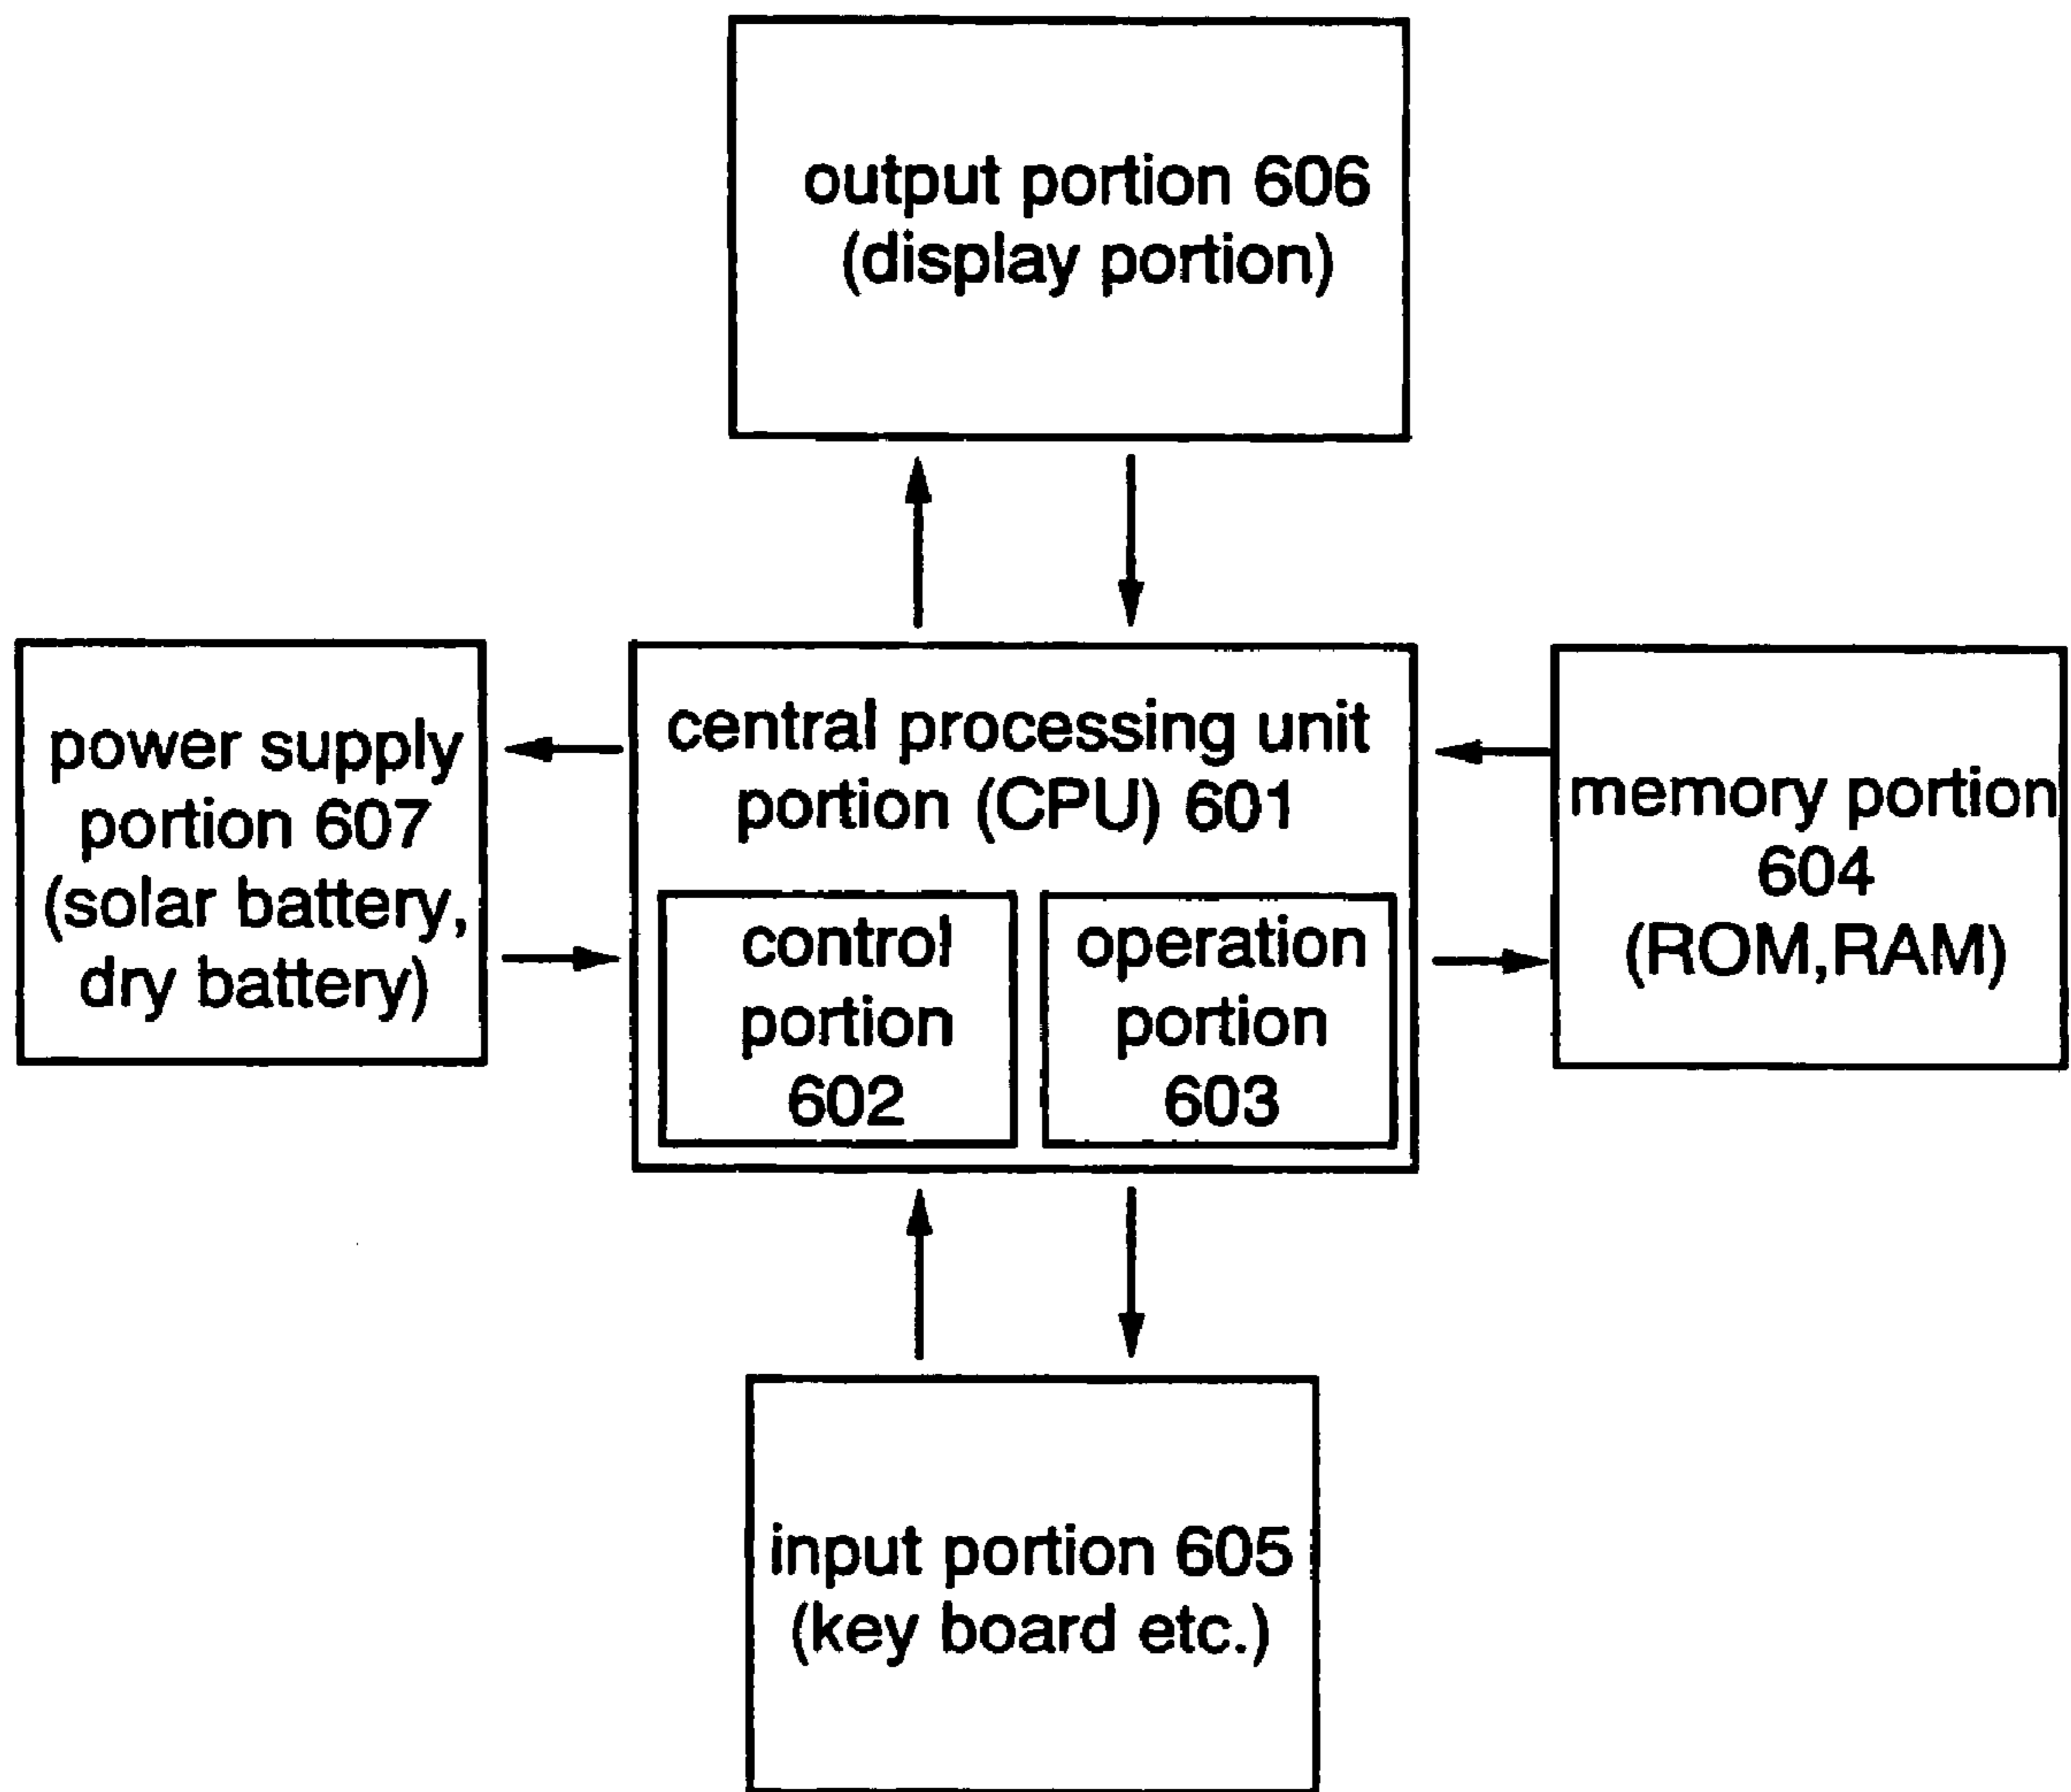 output portion 606
(display portion)
power supply
portion 607
(solar battery,
dry battery)
central processing unit
portion (CPU) 601
control
portion
602
operation
portion
603
memory portion
604
(ROM,RAM)
input portion 605
(key board etc.)